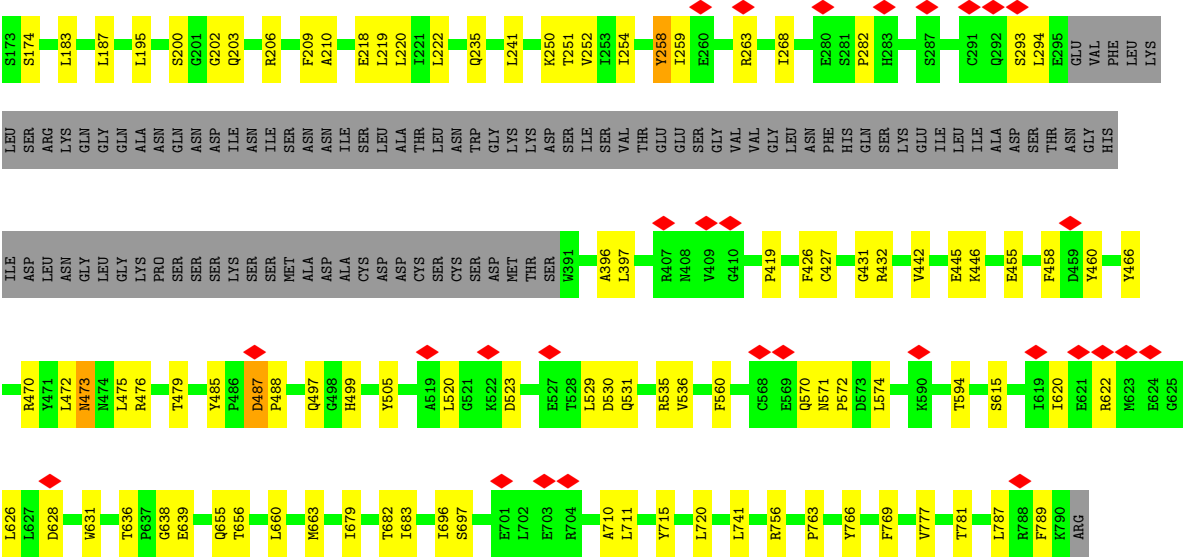 S173 S174 L183 L187 L195 S200 G201 G202 Q203 R206 F209 A210 E218 L219 L220 I221 L222 Q235 L241 K250 T251 V252 I253 I254 Y258 I259 E260 R263 I268 E280 S281 P282 H283 S287 C291 Q292 S293 L294 E295 GLU VAL PHE LEU LYS
LEU SER ARG LYS GLN GLY GLN ALA ASN GLN ASN ASP ILE ASN ILE SER ASN ASN ILE SER LEU ALA THR LEU ASN TRP GLY LYS LYS ASP SER ILE SER VAL THR GLU GLU SER GLY VAL VAL GLY LEU ASN PHE HIS GLN SER LYS GLU ILE LEU ILE ALA ASP SER THR ASN GLY HIS
ILE ASP LEU ASN GLY LEU GLY LYS PRO SER SER SER LYS SER SER MET ALA ASP ALA CYS ASP ASP CYS SER CYS SER ASP MET THR SER W391 A396 L397 R407 N408 V409 G410 P419 F426 C427 G431 R432 V442 E445 K446 E455 F458 D459 Y460 Y466
R470 Y471 L472 N473 N474 L475 R476 T479 Y485 P486 D487 P488 Q497 G498 H499 Y505 A519 L520 G521 K522 D523 E527 T528 L529 D530 Q531 R535 V536 F560 C568 E569 Q570 N571 P572 D573 L574 K590 T594 S615 I619 I620 E621 R622 M623 E624 G625
L626 L627 D628 W631 T636 P637 G638 E639 Q655 T656 L660 M663 I679 T682 I683 I696 S697 E701 L702 E703 R704 A710 L711 Y715 L720 L741 R756 P763 Y766 F769 V777 T781 L787 R788 F789 K790 ARG